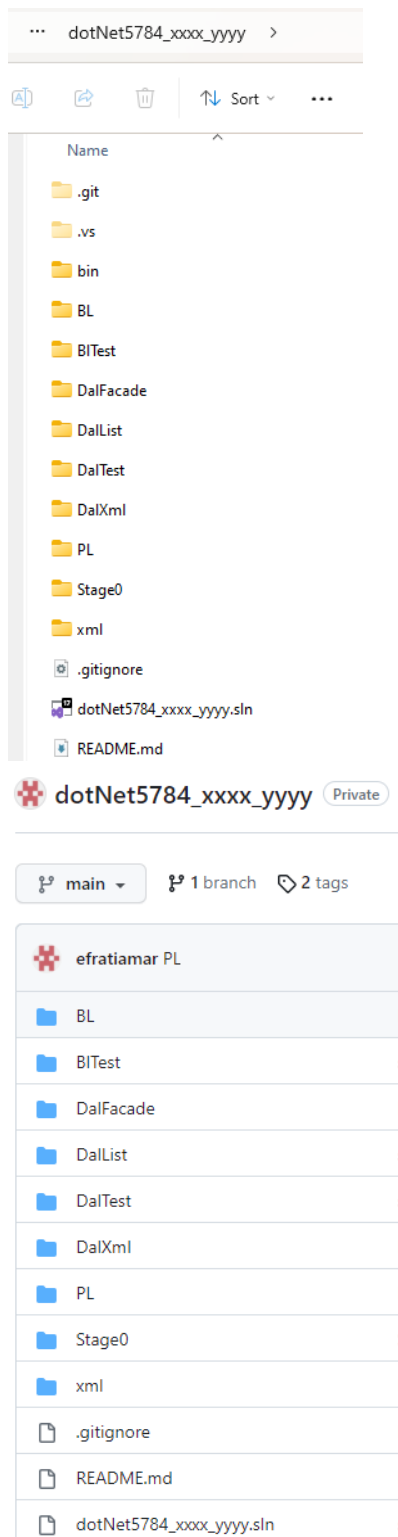 ... dotNet5784_xxxx_yyyy >
Sort ...
Name
.git
.vs
bin
BL
BlTest
DalFacade
DalList
DalTest
DalXml
PL
Stage0
xml
.gitignore
dotNet5784_xxxx_yyyy.sln
README.md
dotNet5784_xxxx_yyyy Private
main 1 branch 2 tags
efratiamar PL
BL
BlTest
DalFacade
DalList
DalTest
DalXml
PL
Stage0
xml
.gitignore
README.md
dotNet5784_xxxx_yyyy.sln